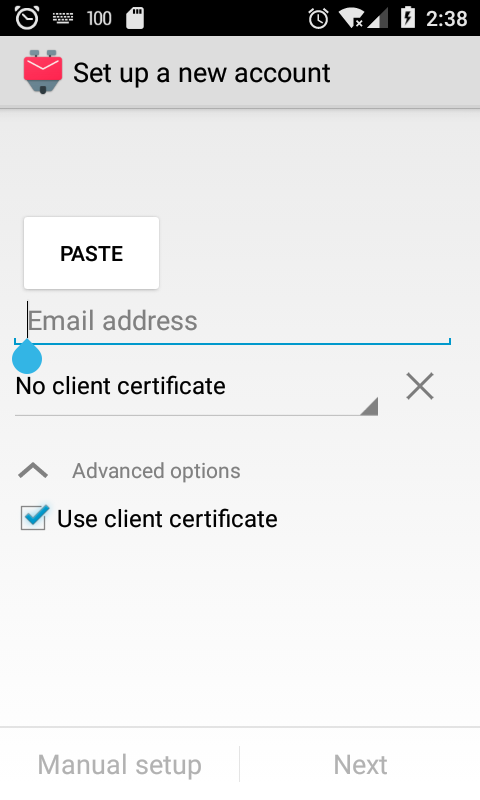 100
2:38
Set up a new account
PASTE
Email address
No client certificate
Advanced options
Use client certificate
Manual setup
Next